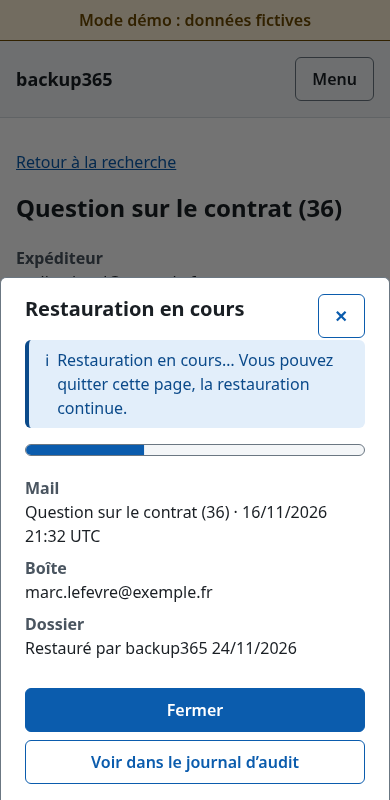 Mode démo : données fictives
backup365
Menu
Retour à la recherche
Question sur le contrat (36)
Expéditeur
Restauration en cours
×
i Restauration en cours... Vous pouvez
quitter cette page, la restauration
continue.
Mail
Question sur le contrat (36) · 16/11/2026
21:32 UTC
Boîte
marc.lefevre@exemple.fr
Dossier
Restauré par backup365 24/11/2026
Fermer
Voir dans le journal d’audit